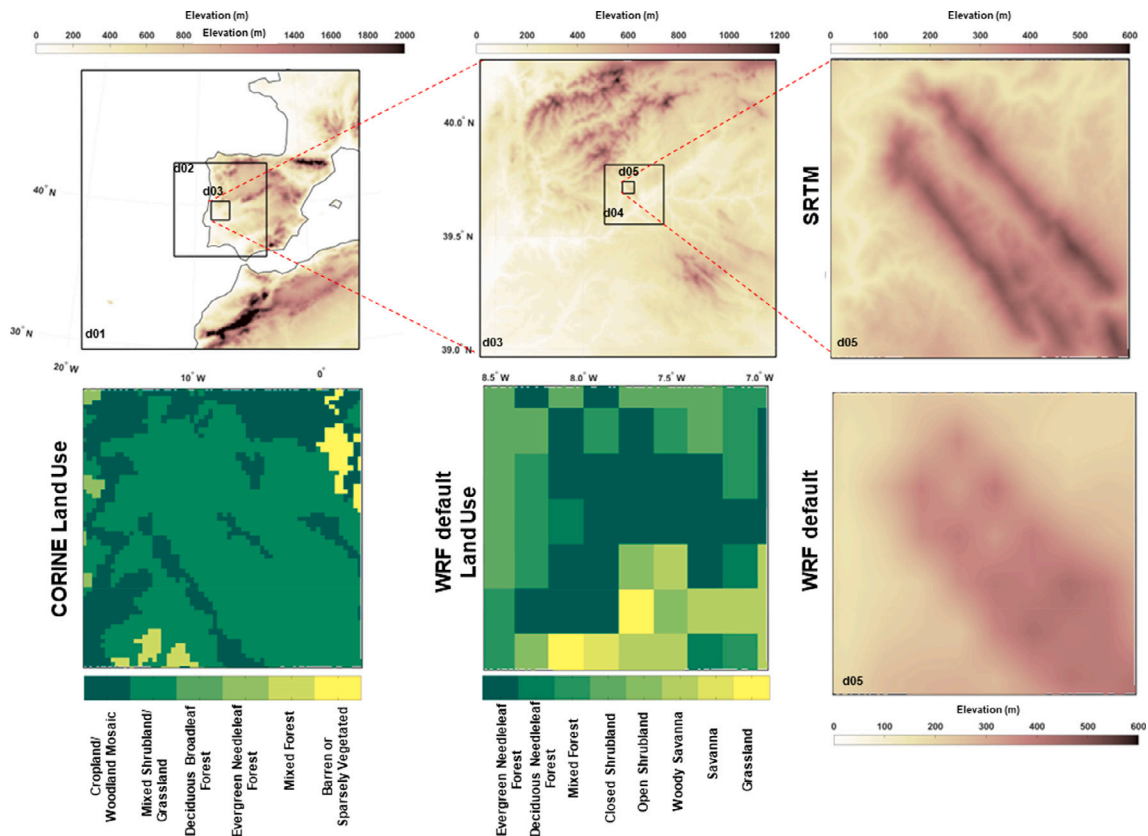 Elevation (m)
Elevation (m)
0 200 400 600 800 1000 1200 1400 1600 1800 2000
Elevation (m)
0 200 400 600 800 1000 1200
Elevation (m)
0 100 200 300 400 500 600
40° N
30° N
20° W
10° W
0°
d02
d03
d01
40.0° N
39.5° N
39.0° N
8.5° W
8.0° W
7.5° W
7.0° W
d05
d04
d03
SRTM
d05
CORINE Land Use
Cropland/
Woodland Mosaic
Mixed Shrubland/
Grassland
Deciduous Broadleaf
Forest
Evergreen Needleleaf
Forest
Mixed Forest
Barren or
Sparsely Vegetated
WRF default
Land Use
Evergreen Needleleaf
Forest
Deciduous Needleleaf
Forest
Mixed Forest
Closed Shrubland
Open Shrubland
Woody Savanna
Savanna
Grassland
WRF default
d05
Elevation (m)
0 100 200 300 400 500 600